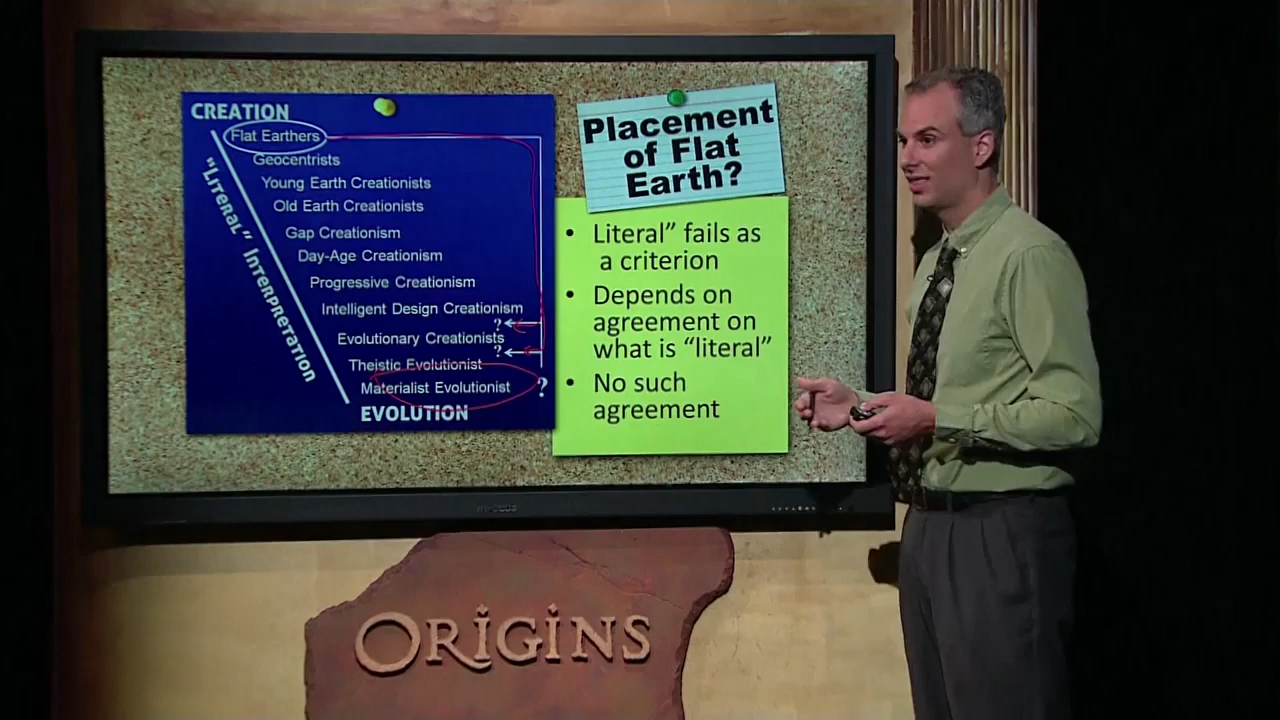 CREATION
Flat Earthers
Geocentrists
Young Earth Creationists
Old Earth Creationists
Gap Creationism
Day-Age Creationism
Progressive Creationism
Intelligent Design Creationism
?
Evolutionary Creationists
?
Theistic Evolutionist
Materialist Evolutionist
?
EVOLUTION
"LITERAL" INTERPRETATION
Placement
of Flat
Earth?
• Literal” fails as
a criterion
• Depends on
agreement on
what is “literal”
• No such
agreement
ORIGINS